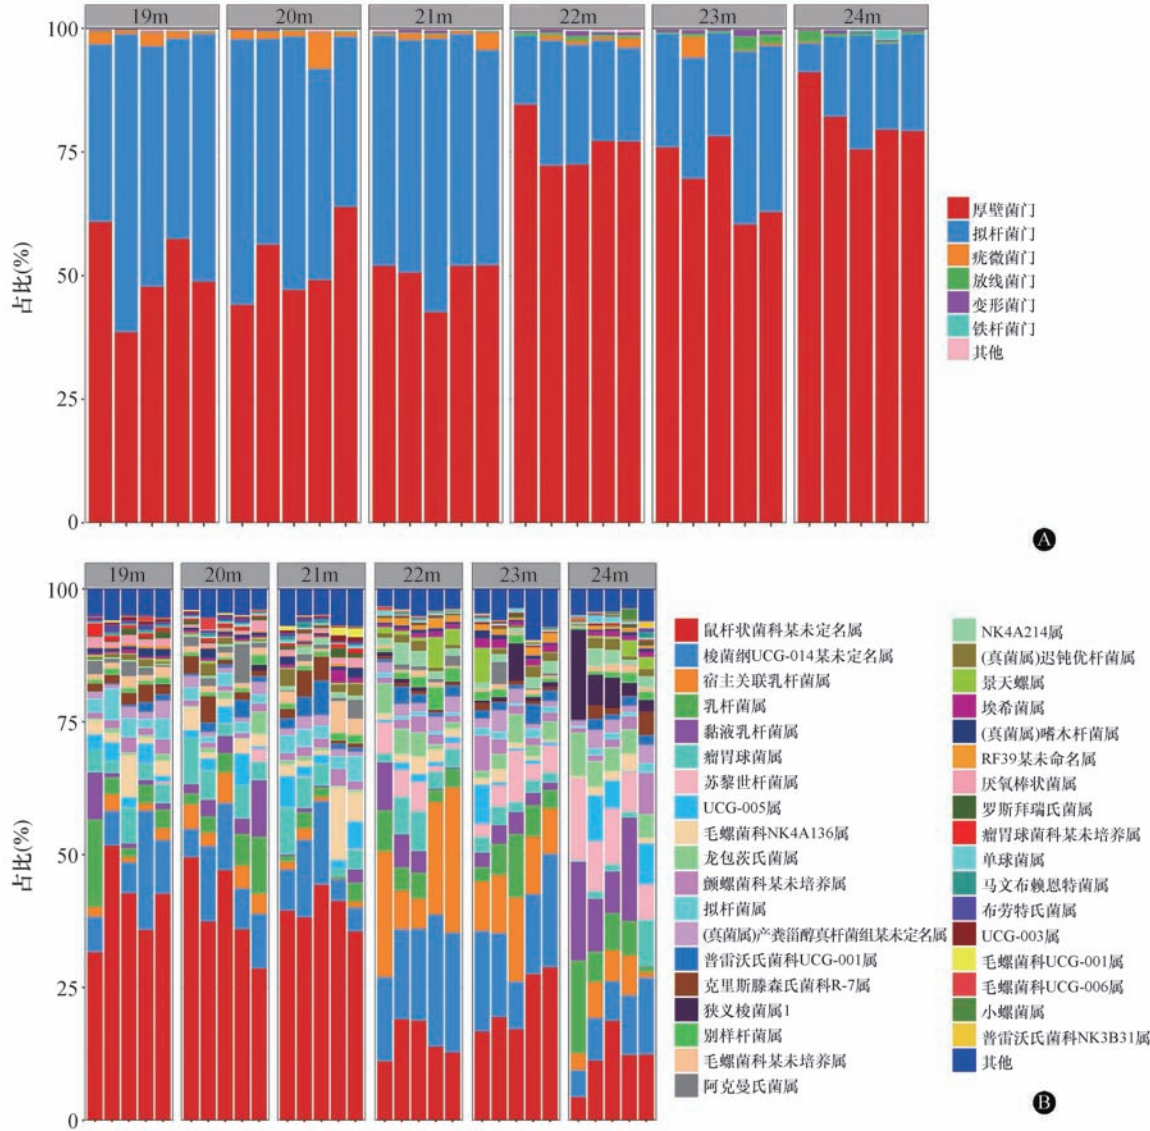 19m 20m 21m 22m 23m 24m
100
75
50
25
0
占比(%)
厚壁菌门
拟杆菌门
疣微菌门
放线菌门
变形菌门
铁杆菌门
其他
A
19m 20m 21m 22m 23m 24m
100
75
50
25
0
占比(%)
鼠杆状菌科某未定名属
梭菌纲UCG-014某未定名属
宿主关联乳杆菌属
乳杆菌属
黏液乳杆菌属
瘤胃球菌属
苏黎世杆菌属
UCG-005属
毛螺菌科NK4A136属
龙包茨氏菌属
颤螺菌科某未培养属
拟杆菌属
(真菌属)产粪甾醇真杆菌组某未定名属
普雷沃氏菌科UCG-001属
克里斯滕森氏菌科R-7属
狭义梭菌属1
别样杆菌属
毛螺菌科某未培养属
阿克曼氏菌属
NK4A214属
(真菌属)迟钝优杆菌属
景天螺属
埃希菌属
(真菌属)嗜木杆菌属
RF39某未命名属
厌氧棒状菌属
罗斯拜瑞氏菌属
瘤胃球菌科某未培养属
单球菌属
马文布赖恩特菌属
布劳特氏菌属
UCG-003属
毛螺菌科UCG-001属
毛螺菌科UCG-006属
小螺菌属
普雷沃氏菌科NK3B31属
其他
B